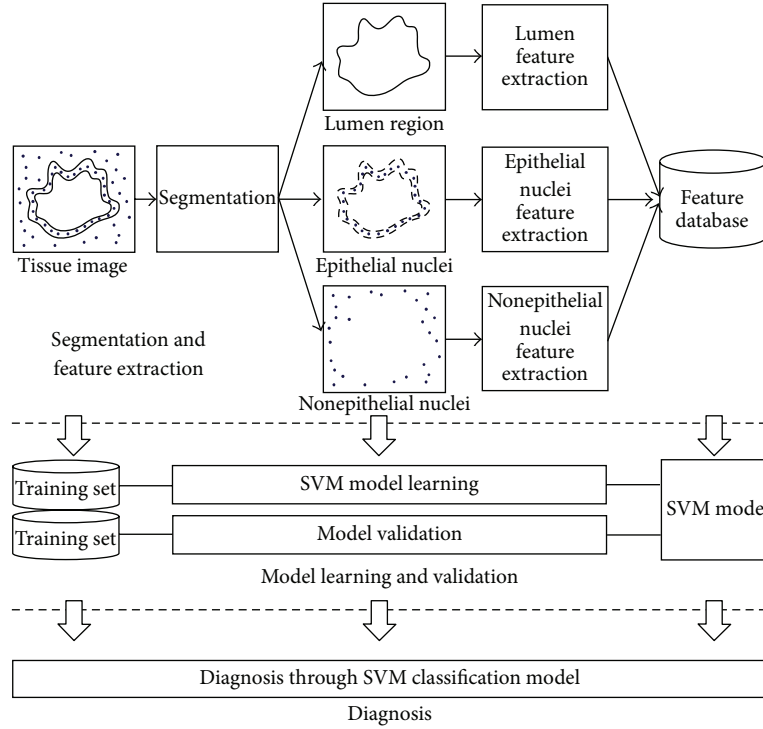 Lumen
feature
extraction
Lumen region
Segmentation
Epithelial
nuclei
feature
extraction
Feature
database
Tissue image
Epithelial nuclei
Nonepithelial
nuclei
feature
extraction
Segmentation and
feature extraction
Nonepithelial nuclei
Training set
SVM model learning
SVM model
Training set
Model validation
Model learning and validation
Diagnosis through SVM classification model
Diagnosis